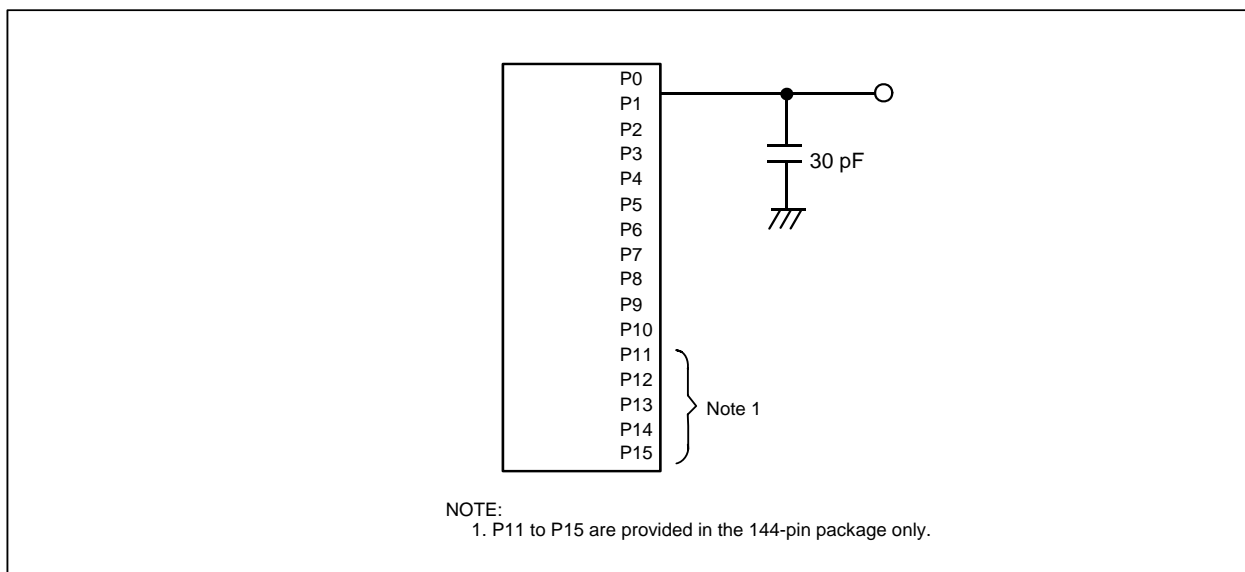 P0
P1
P2
P3
P4
P5
P6
P7
P8
P9
P10
P11
P12
P13
P14
P15
30 pF
Note 1
NOTE:
1. P11 to P15 are provided in the 144-pin package only.